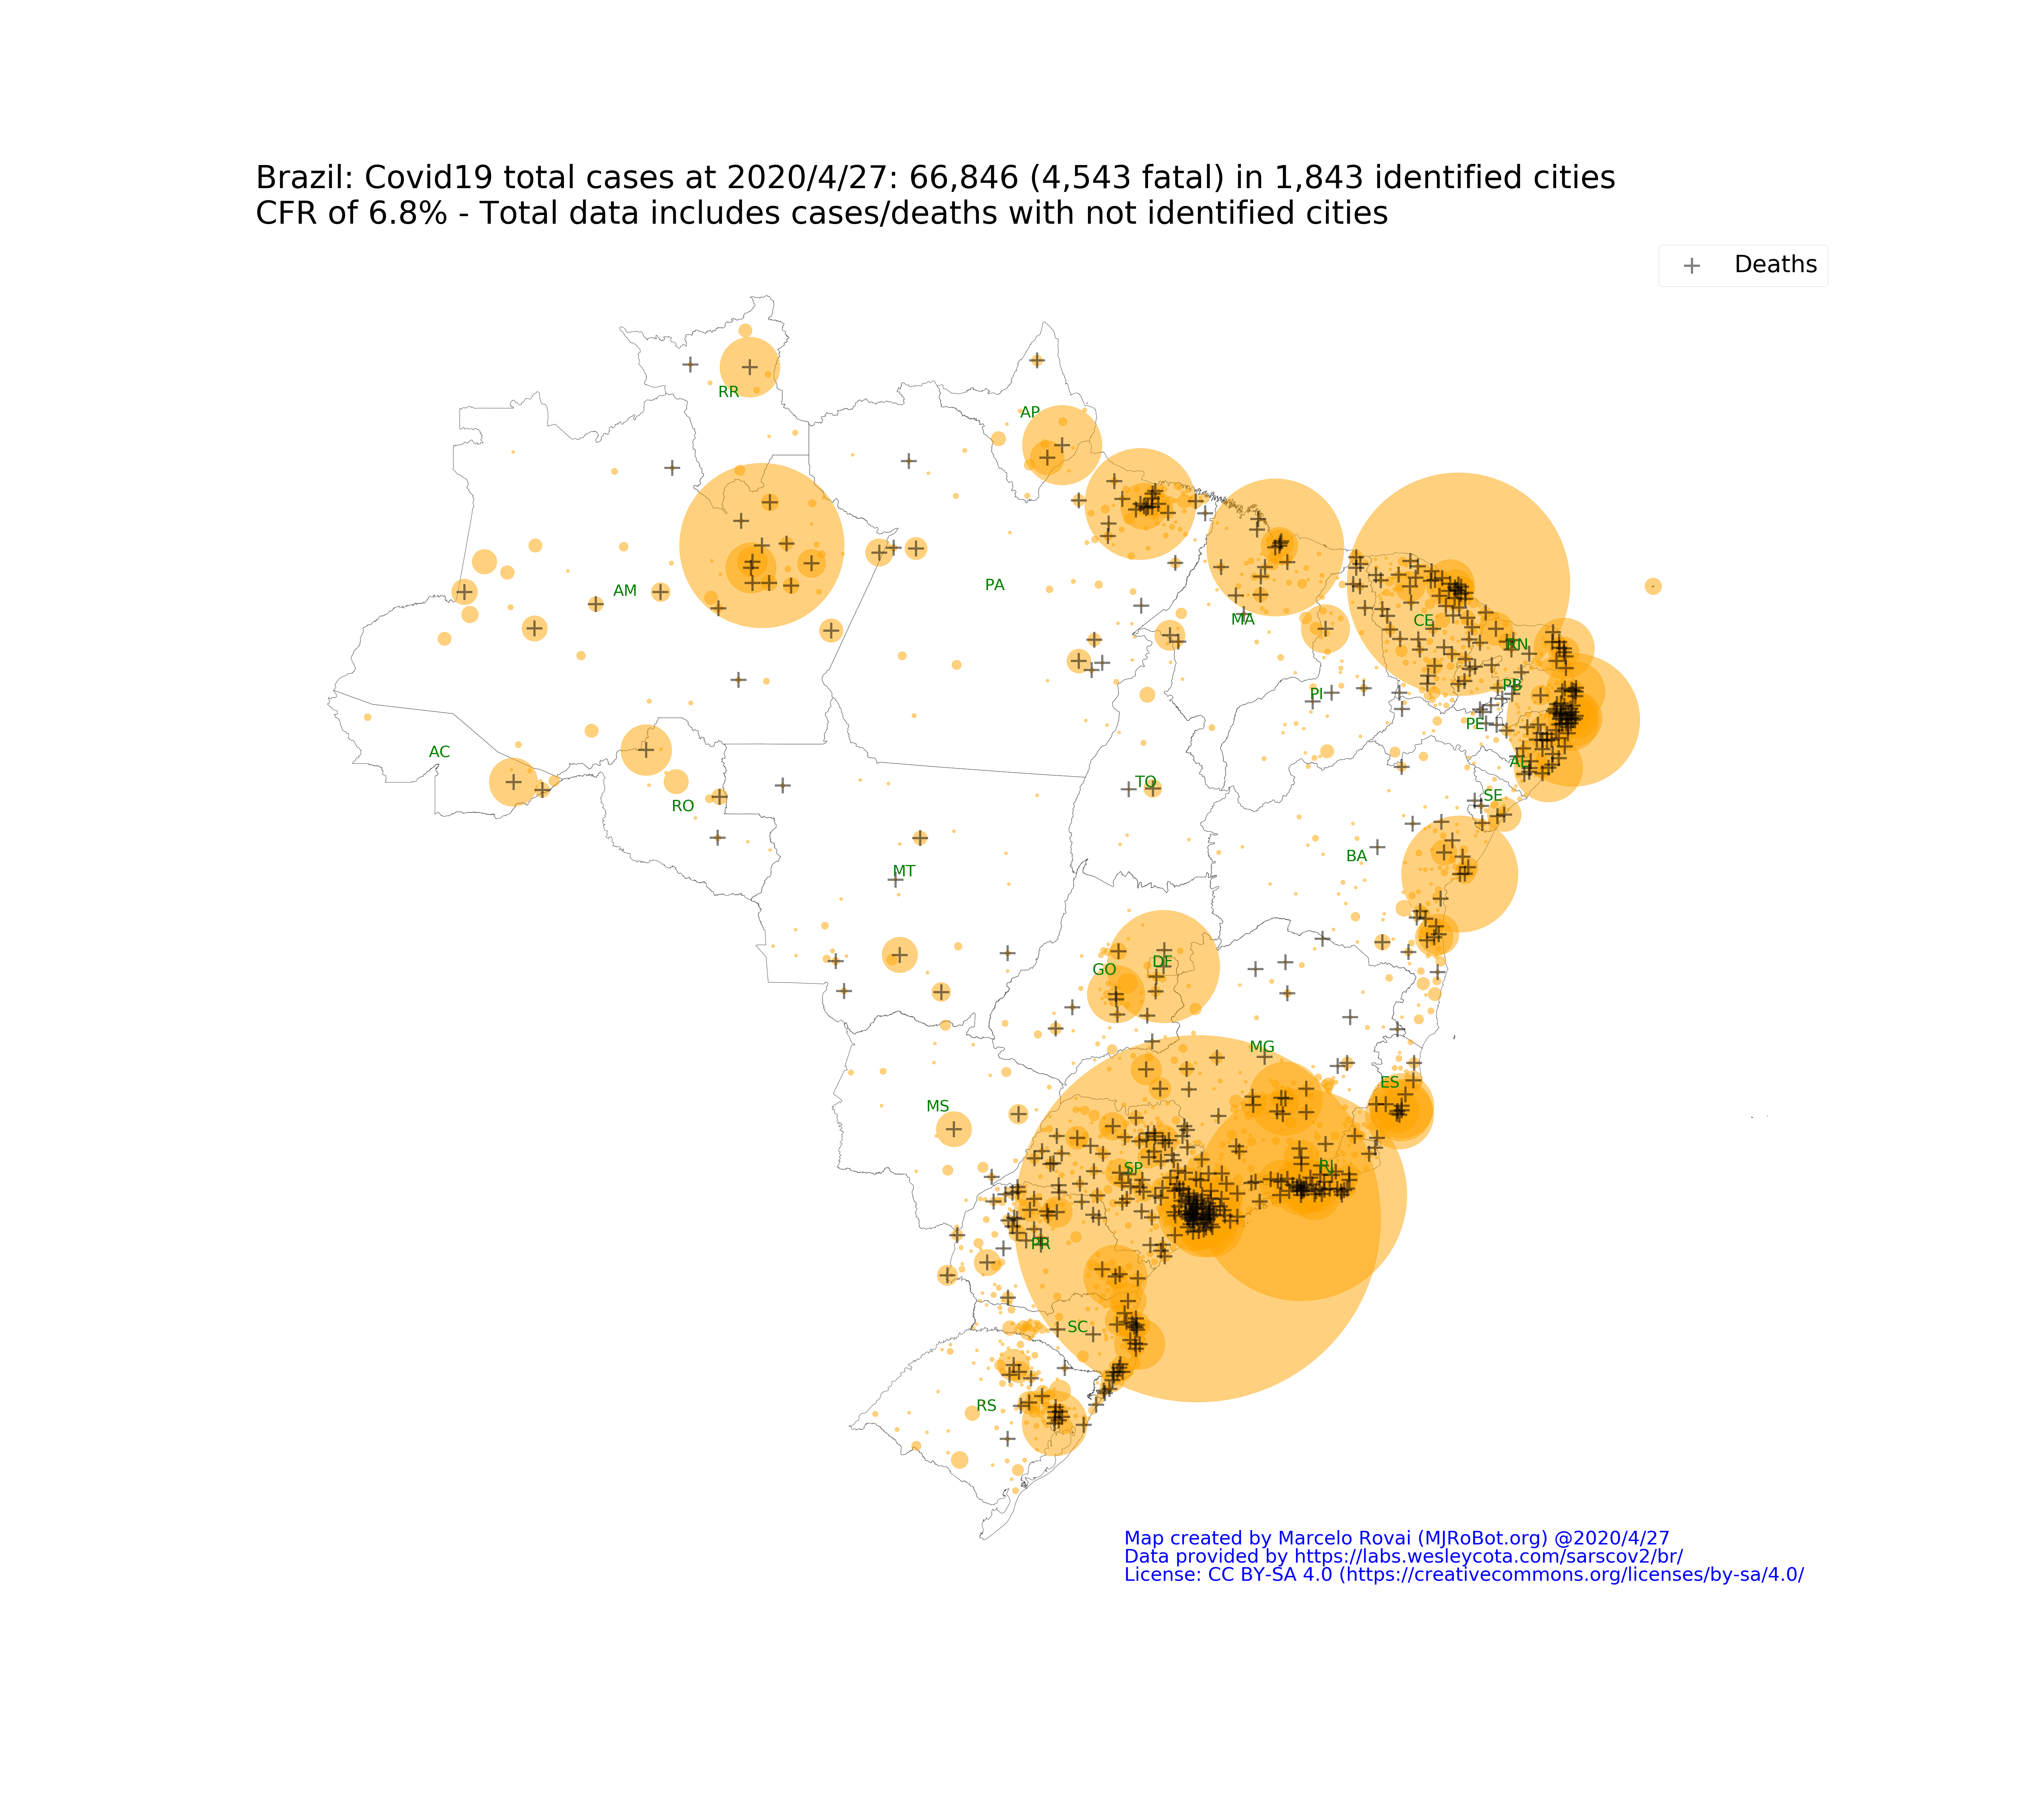 Brazil: Covid19 total cases at 2020/4/27: 66,846 (4,543 fatal) in 1,843 identified cities
CFR of 6.8% - Total data includes cases/deaths with not identified cities
Deaths
RR
AP
AM
PA
MA
CE
RN
PI
PB
PE
AC
AL
TO
SE
RO
BA
MT
GO
DF
MG
ES
MS
SP
RJ
PR
SC
RS
Map created by Marcelo Rovai (MJRoBot.org) @2020/4/27
Data provided by https://labs.wesleycota.com/sarscov2/br/
License: CC BY-SA 4.0 (https://creativecommons.org/licenses/by-sa/4.0/